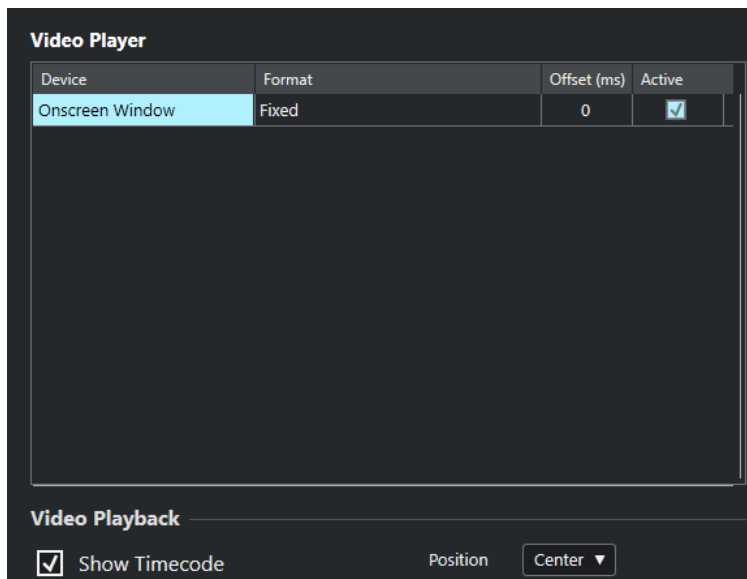 Video Player
Device Format Offset (ms) Active
Onscreen Window Fixed 0
Video Playback
Show Timecode Position Center